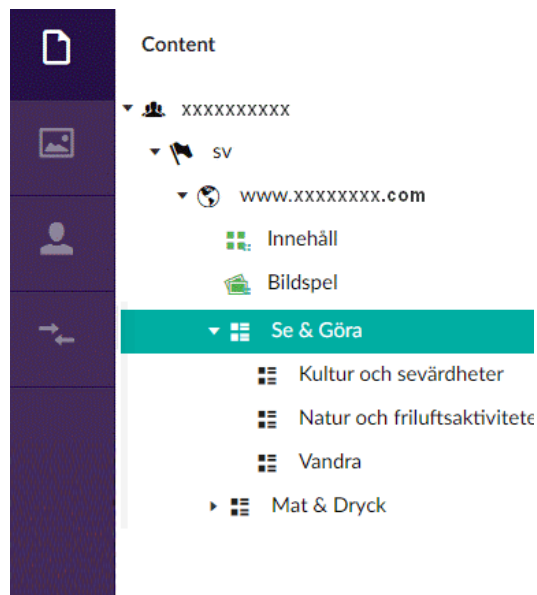 Content
xxxxxxxxxx
sv
www.xxxxxxxx.com
Innehåll
Bildspel
Se & Göra
Kultur och sevärdheter
Natur och friluftsaktivitete
Vandra
Mat & Dryck